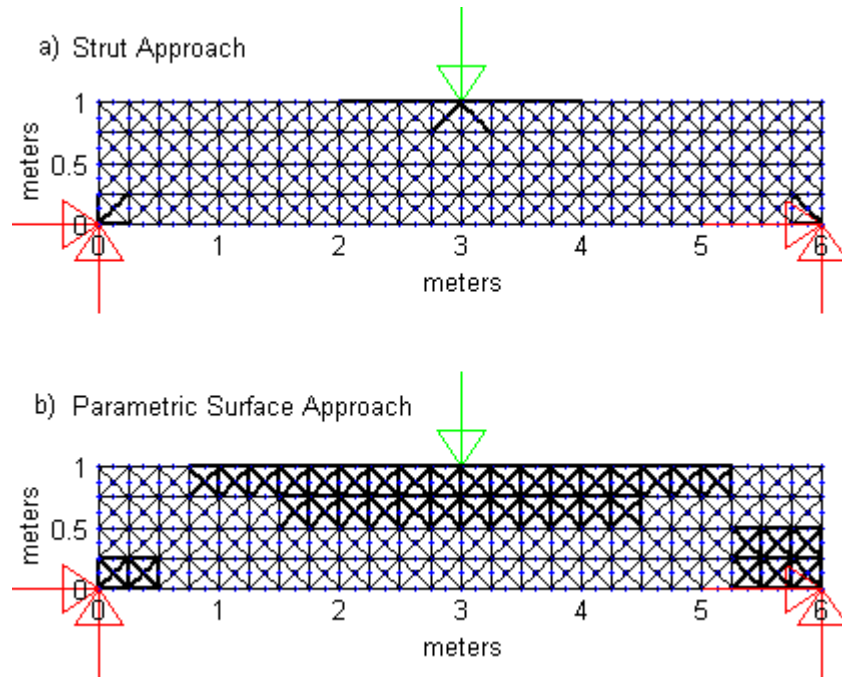 a) Strut Approach
1
0.5
0
meters
0 1 2 3 4 5 6
meters
b) Parametric Surface Approach
1
0.5
0
meters
0 1 2 3 4 5 6
meters